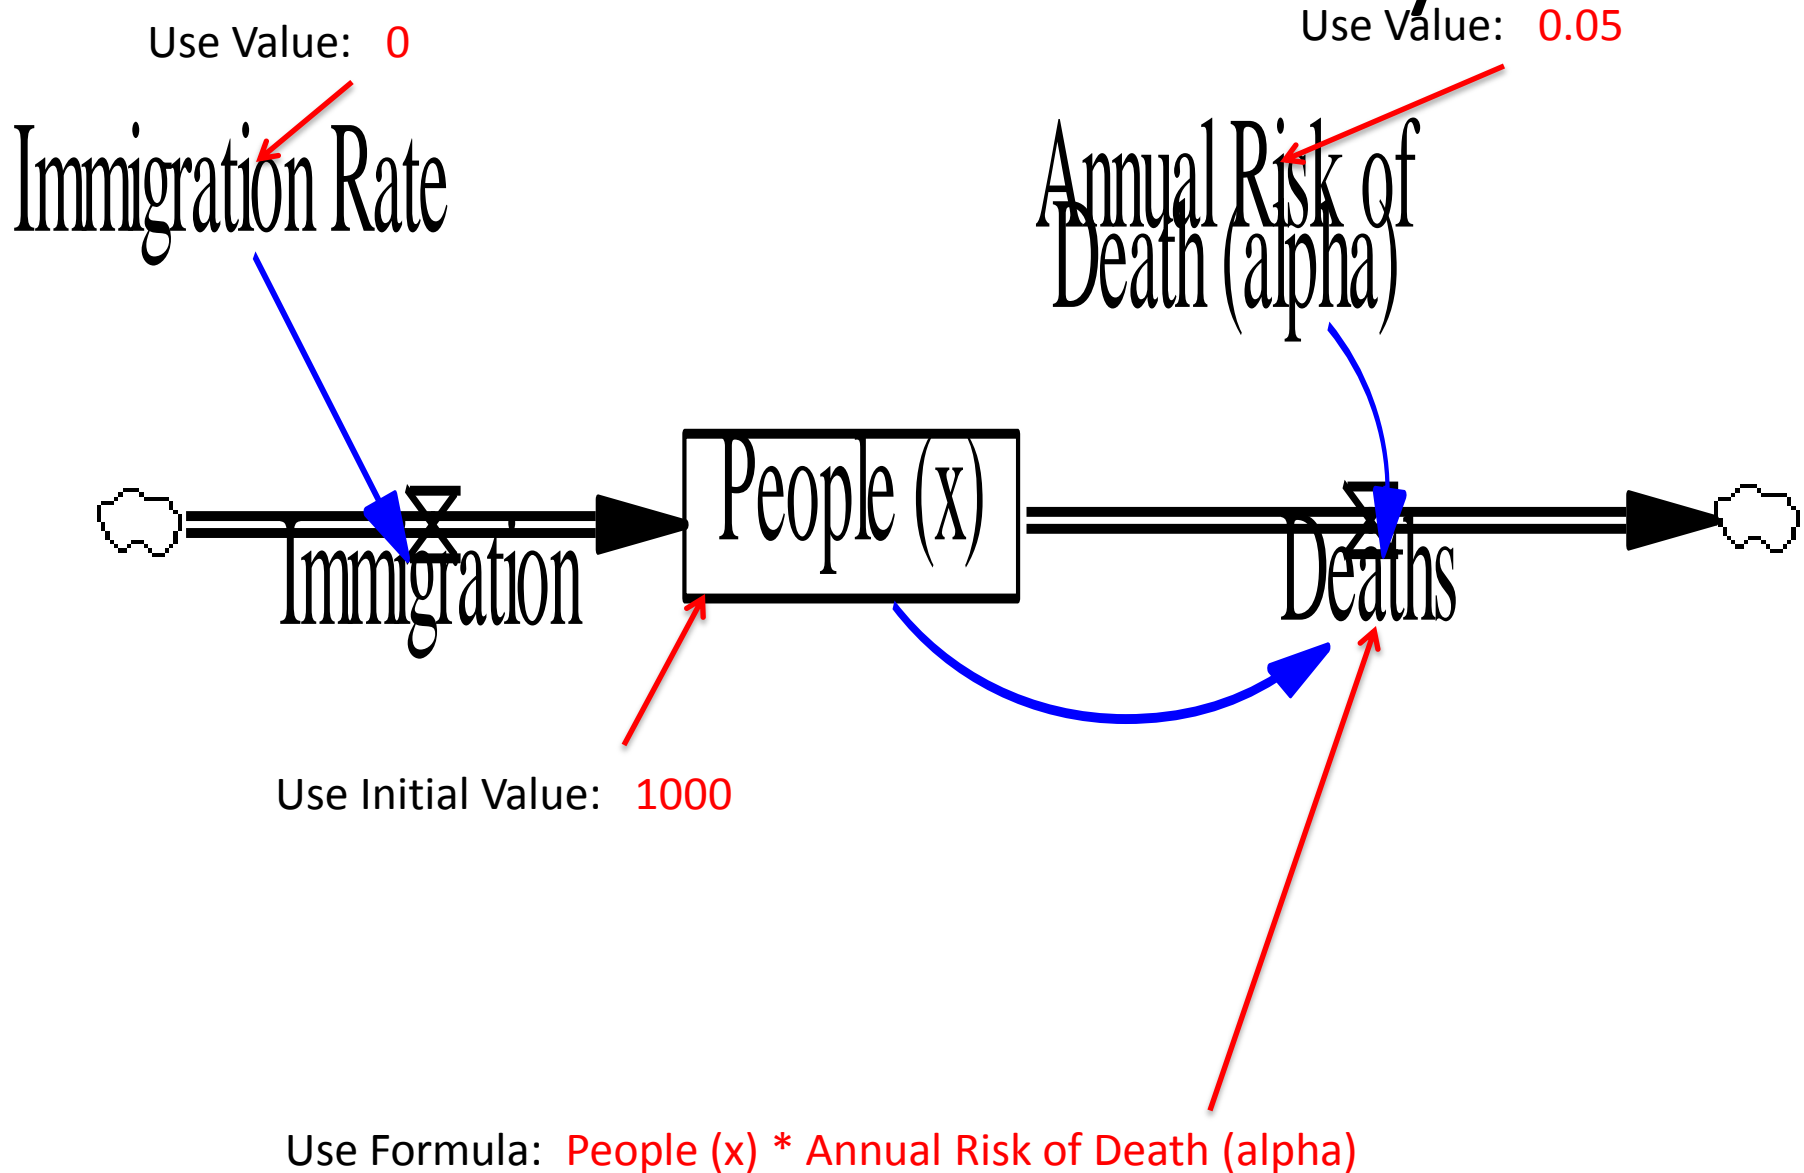 Use Value: 0
Use Value: 0.05
Immigration Rate
Annual Risk of
Death (alpha)
People (x)
Immigration
Deaths
Use Initial Value: 1000
Use Formula: People (x) * Annual Risk of Death (alpha)